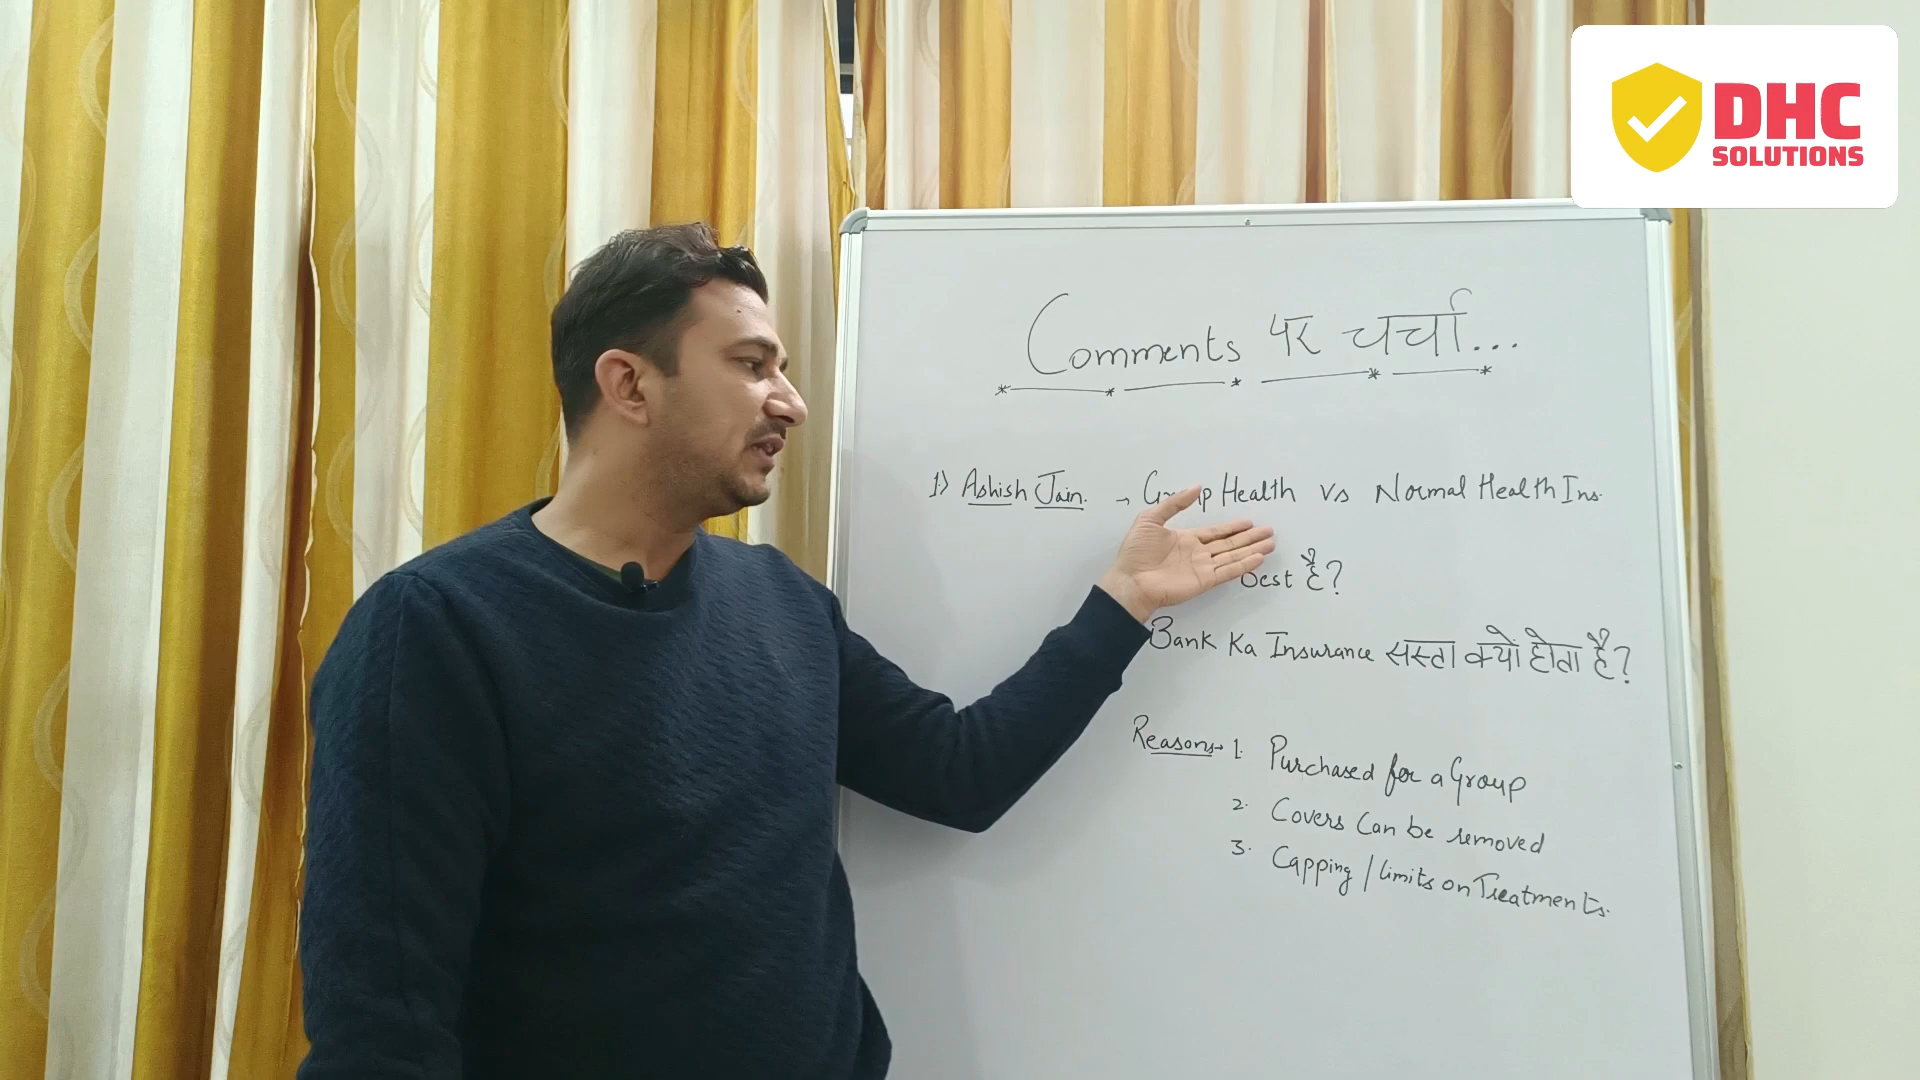 DHC
SOLUTIONS
Comments पर चर्चा...
1.) Ashish Jain. → Group Health vs Normal Health Ins.
best है?
Bank Ka Insurance सस्ता क्यों होता है?
Reasons→ 1. Purchased for a Group
2. Covers Can be removed
3. Capping / limits on Treatments.